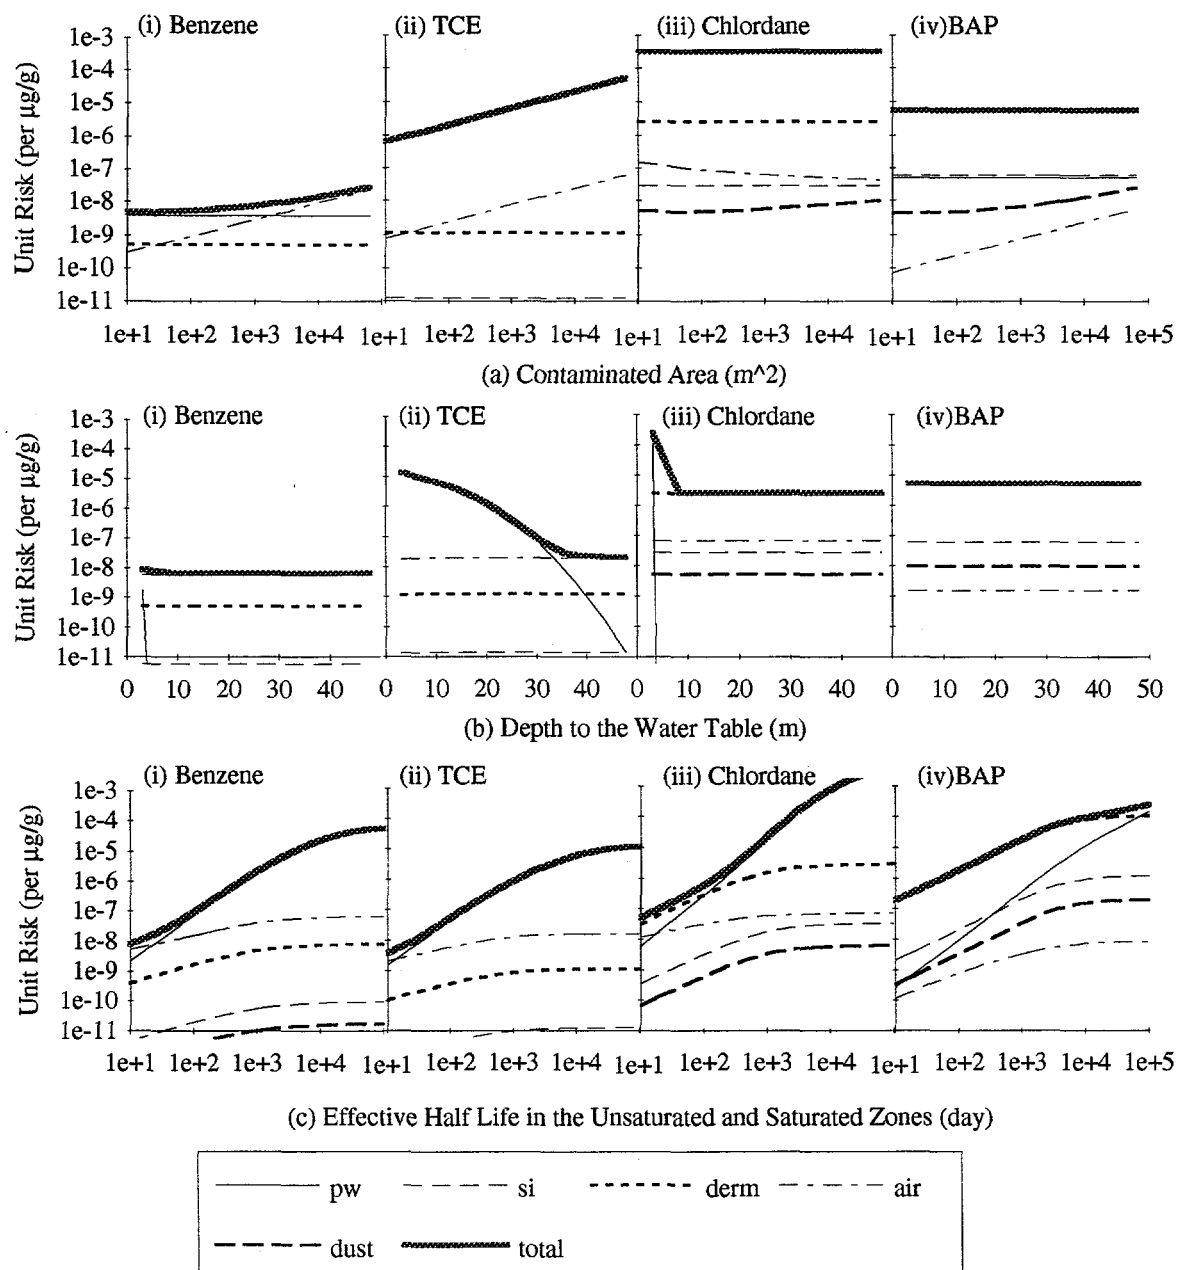 (i) Benzene (ii) TCE (iii) Chlordane (iv)BAP
1e-3
1e-4
1e-5
1e-6
1e-7
1e-8
1e-9
1e-10
1e-11
Unit Risk (per µg/g)
1e+1 1e+2 1e+3 1e+4 1e+1 1e+2 1e+3 1e+4 1e+1 1e+2 1e+3 1e+4 1e+1 1e+2 1e+3 1e+4 1e+5
(a) Contaminated Area (m^2)
(i) Benzene (ii) TCE (iii) Chlordane (iv)BAP
1e-3
1e-4
1e-5
1e-6
1e-7
1e-8
1e-9
1e-10
1e-11
Unit Risk (per µg/g)
0 10 20 30 40 0 10 20 30 40 0 10 20 30 40 0 10 20 30 40 50
(b) Depth to the Water Table (m)
(i) Benzene (ii) TCE (iii) Chlordane (iv)BAP
1e-3
1e-4
1e-5
1e-6
1e-7
1e-8
1e-9
1e-10
1e-11
Unit Risk (per µg/g)
1e+1 1e+2 1e+3 1e+4 1e+1 1e+2 1e+3 1e+4 1e+1 1e+2 1e+3 1e+4 1e+1 1e+2 1e+3 1e+4 1e+5
(c) Effective Half Life in the Unsaturated and Saturated Zones (day)
pw si derm air
dust total